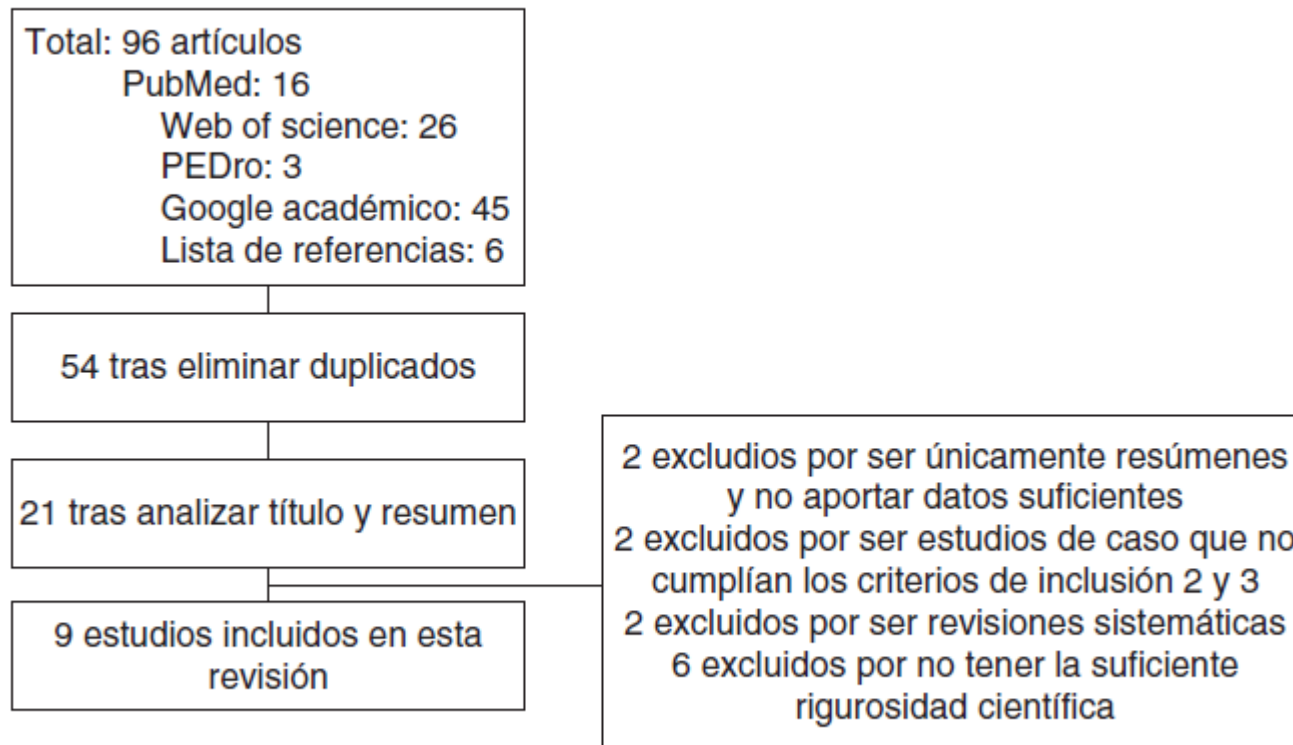 Total: 96 artículos
PubMed: 16
Web of science: 26
PEDro: 3
Google académico: 45
Lista de referencias: 6
54 tras eliminar duplicados
21 tras analizar título y resumen
2 excludios por ser únicamente resúmenes
y no aportar datos suficientes
2 excluidos por ser estudios de caso que no
cumplían los criterios de inclusión 2 y 3
2 excluidos por ser revisiones sistemáticas
6 excluidos por no tener la suficiente
rigurosidad científica
9 estudios incluidos en esta
revisión